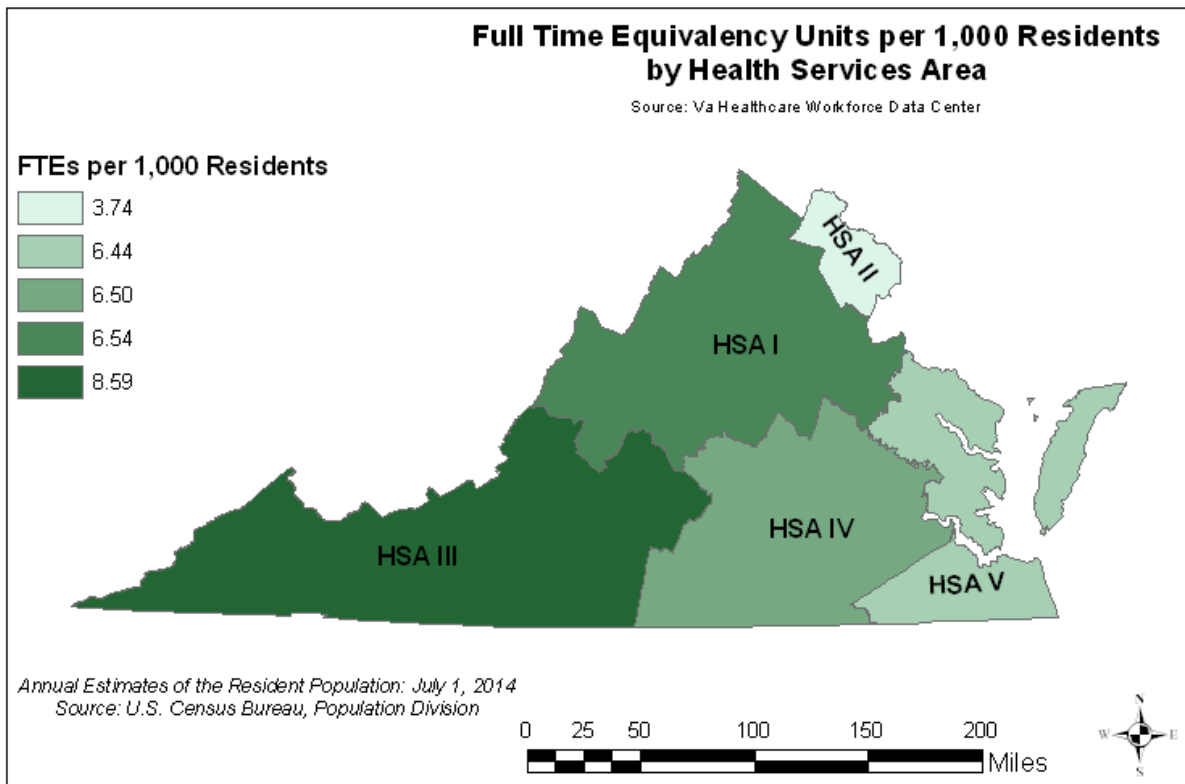 Full Time Equivalency Units per 1,000 Residents
by Health Services Area
Source: Va Healthcare Workforce Data Center
FTEs per 1,000 Residents
3.74
6.44
6.50
6.54
8.59
HSA II
HSA I
HSA III
HSA IV
HSA V
Annual Estimates of the Resident Population: July 1, 2014
Source: U.S. Census Bureau, Population Division
0 25 50 100 150 200
Miles
N
W E
S